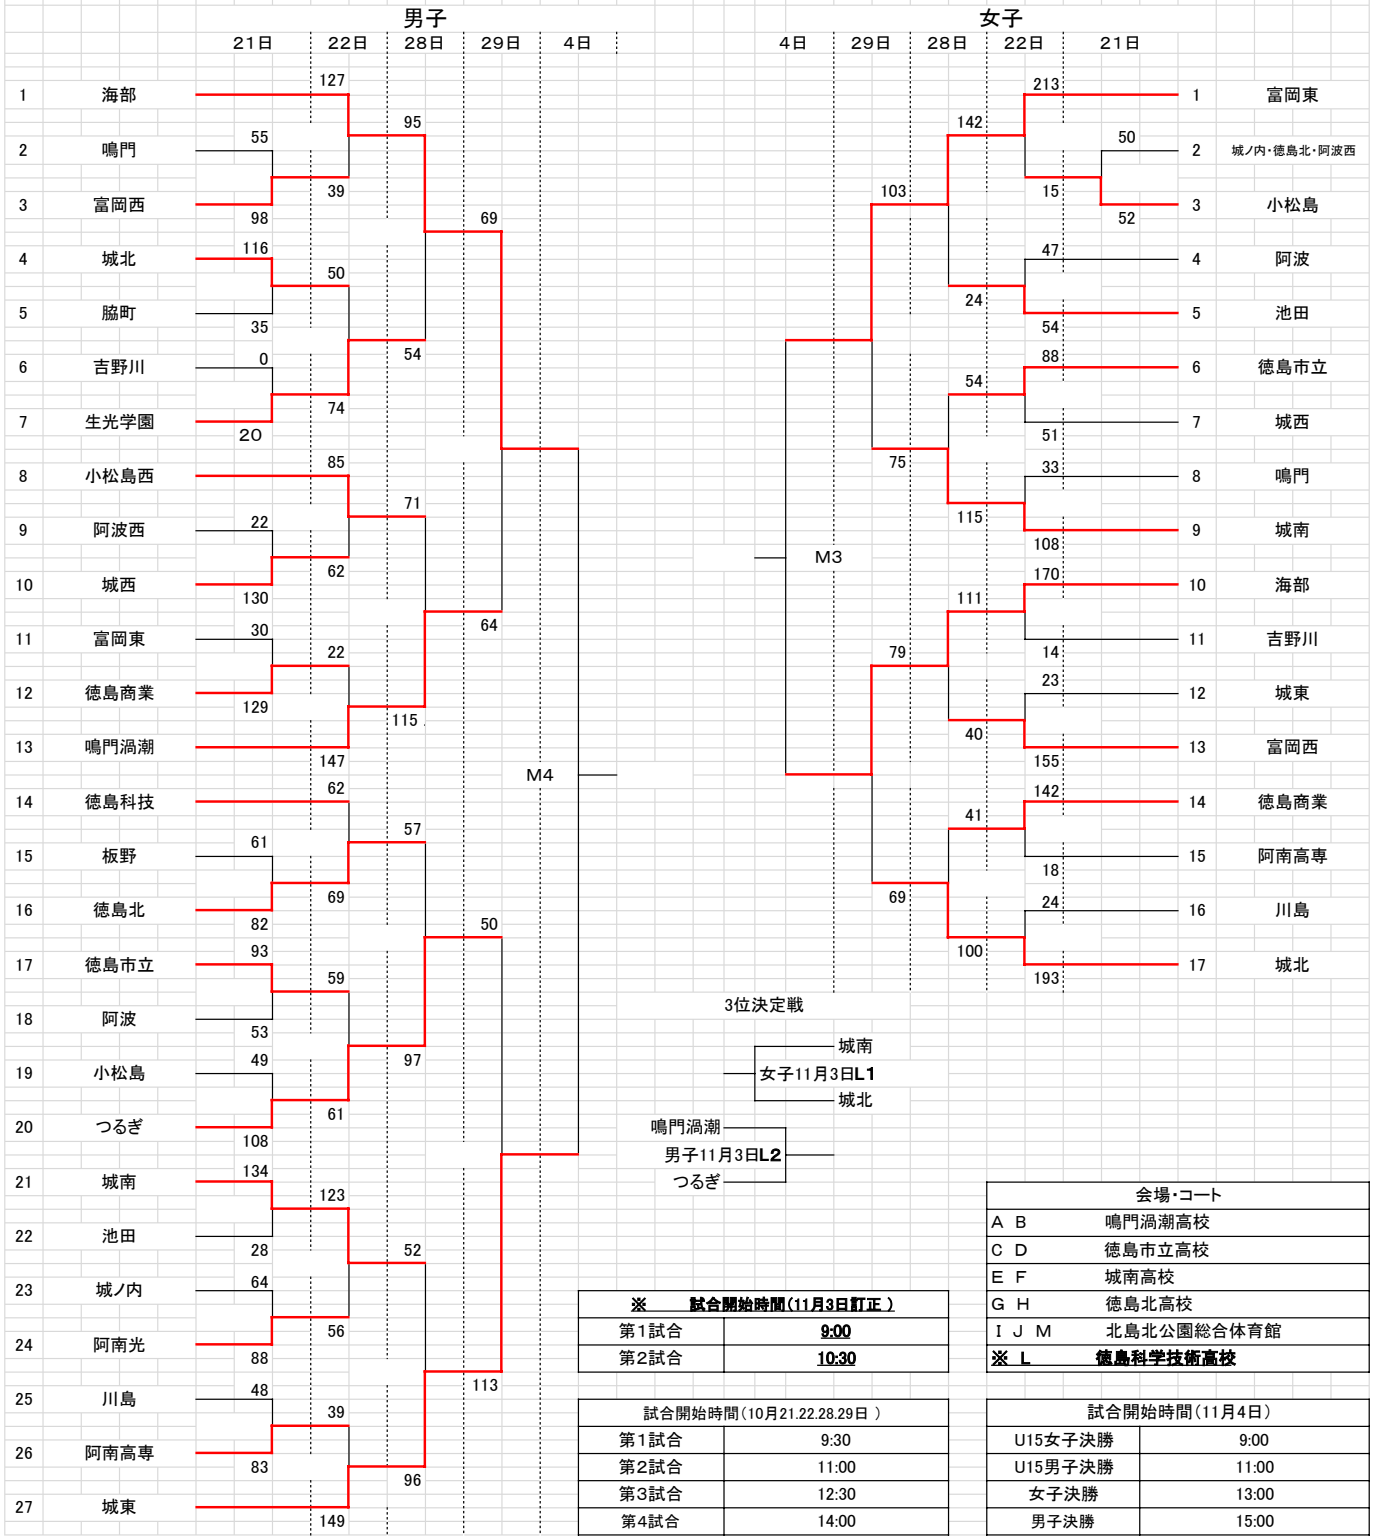 男子 女子
21日 22日 28日 29日 4日 4日 29日 28日 22日 21日
127 213
1 海部 1 富岡東
95 142
55 50
2 鳴門 2 城ノ内・徳島北・阿波西
39 103 15
3 富岡西 3 小松島
98 69 52
116 47
4 城北 4 阿波
50
24
5 脇町 5 池田
35 54
0 54 88
6 吉野川 6 徳島市立
54
74
7 生光学園 7 城西
20 51
85 75 33
8 小松島西 8 鳴門
71
22 115
9 阿波西 9 城南
108
62 M3 170
10 城西 10 海部
130 111
30 64
11 富岡東 11 吉野川
22 79 14
23
12 徳島商業 12 城東
129
115 40
13 鳴門渦潮 13 富岡西
147 155
M4
62 142
14 徳島科技 14 徳島商業
57 41
61
15 板野 15 阿南高専
18
69 69 24
16 徳島北 16 川島
82 50
93 100
17 徳島市立 17 城北
59 193
3位決定戦
18 阿波
53
城南
49 97
19 小松島 女子11月3日L1
城北
61
20 つるぎ 鳴門渦潮
108
男子11月3日L2
134
21 城南 つるぎ
123 会場・コート
A B 鳴門渦潮高校
22 池田
28 52 C D 徳島市立高校
64
23 城ノ内 E F 城南高校
※ 試合開始時間(11月3日訂正 ) G H 徳島北高校
56 第1試合 9:00 I J M 北島北公園総合体育館
24 阿南光
88 第2試合 10:30 ※ L 徳島科学技術高校
113
48
25 川島
39 試合開始時間(10月21.22.28.29日 ) 試合開始時間(11月4日)
第1試合 9:30 U15女子決勝 9:00
26 阿南高専
83 第2試合 11:00 U15男子決勝 11:00
96
第3試合 12:30 女子決勝 13:00
27 城東
149 第4試合 14:00 男子決勝 15:00